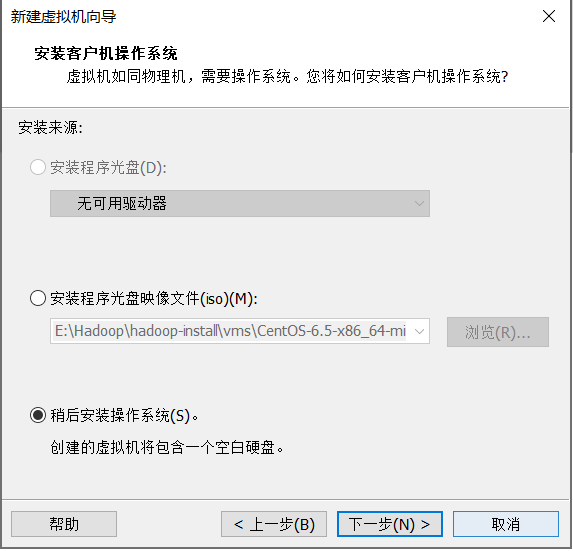 新建虚拟机向导
安装客户机操作系统
虚拟机如同物理机，需要操作系统。您将如何安装客户机操作系统?
安装来源:
安装程序光盘(D):
无可用驱动器
安装程序光盘映像文件(iso)(M):
E:\Hadoop\hadoop-install\vms\CentOS-6.5-x86_64-mi
浏览(R)...
稍后安装操作系统(S)。
创建的虚拟机将包含一个空白硬盘。
帮助
< 上一步(B)
下一步(N) >
取消